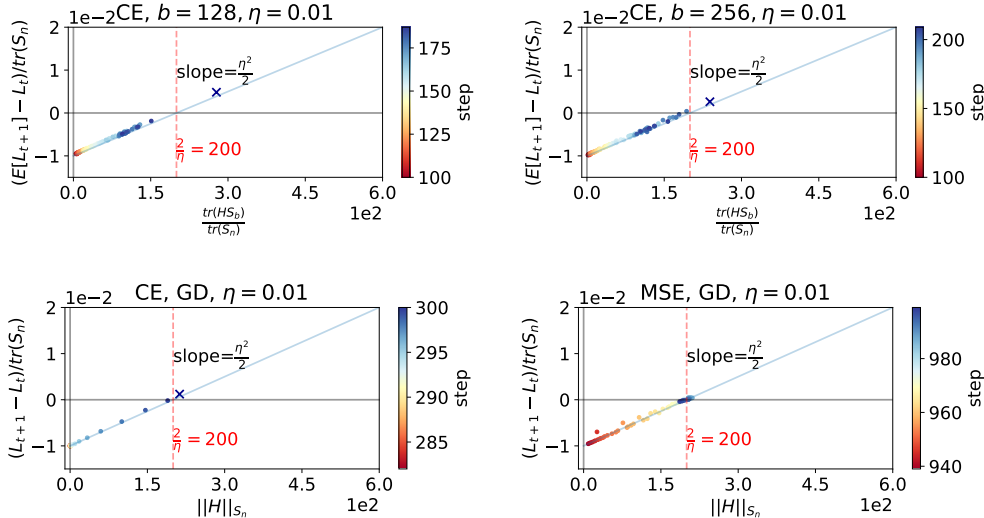 1e−2
CE, b = 128, η = 0.01
2
1
0
−1
0.0
1.5
3.0
4.5
6.0
1e2
(E[L_{t+1}] − L_t)/tr(S_n)
tr(HS_b)/tr(S_n)
slope=η²/2
2/η = 200
175
150
125
100
step
1e−2
CE, b = 256, η = 0.01
2
1
0
−1
0.0
1.5
3.0
4.5
6.0
1e2
(E[L_{t+1}] − L_t)/tr(S_n)
tr(HS_b)/tr(S_n)
slope=η²/2
2/η = 200
200
150
100
step
1e−2
CE, GD, η = 0.01
2
1
0
−1
0.0
1.5
3.0
4.5
6.0
1e2
(L_{t+1} − L_t)/tr(S_n)
||H||_{S_n}
slope=η²/2
2/η = 200
300
295
290
285
step
1e−2
MSE, GD, η = 0.01
2
1
0
−1
0.0
1.5
3.0
4.5
6.0
1e2
(L_{t+1} − L_t)/tr(S_n)
||H||_{S_n}
slope=η²/2
2/η = 200
980
960
940
step